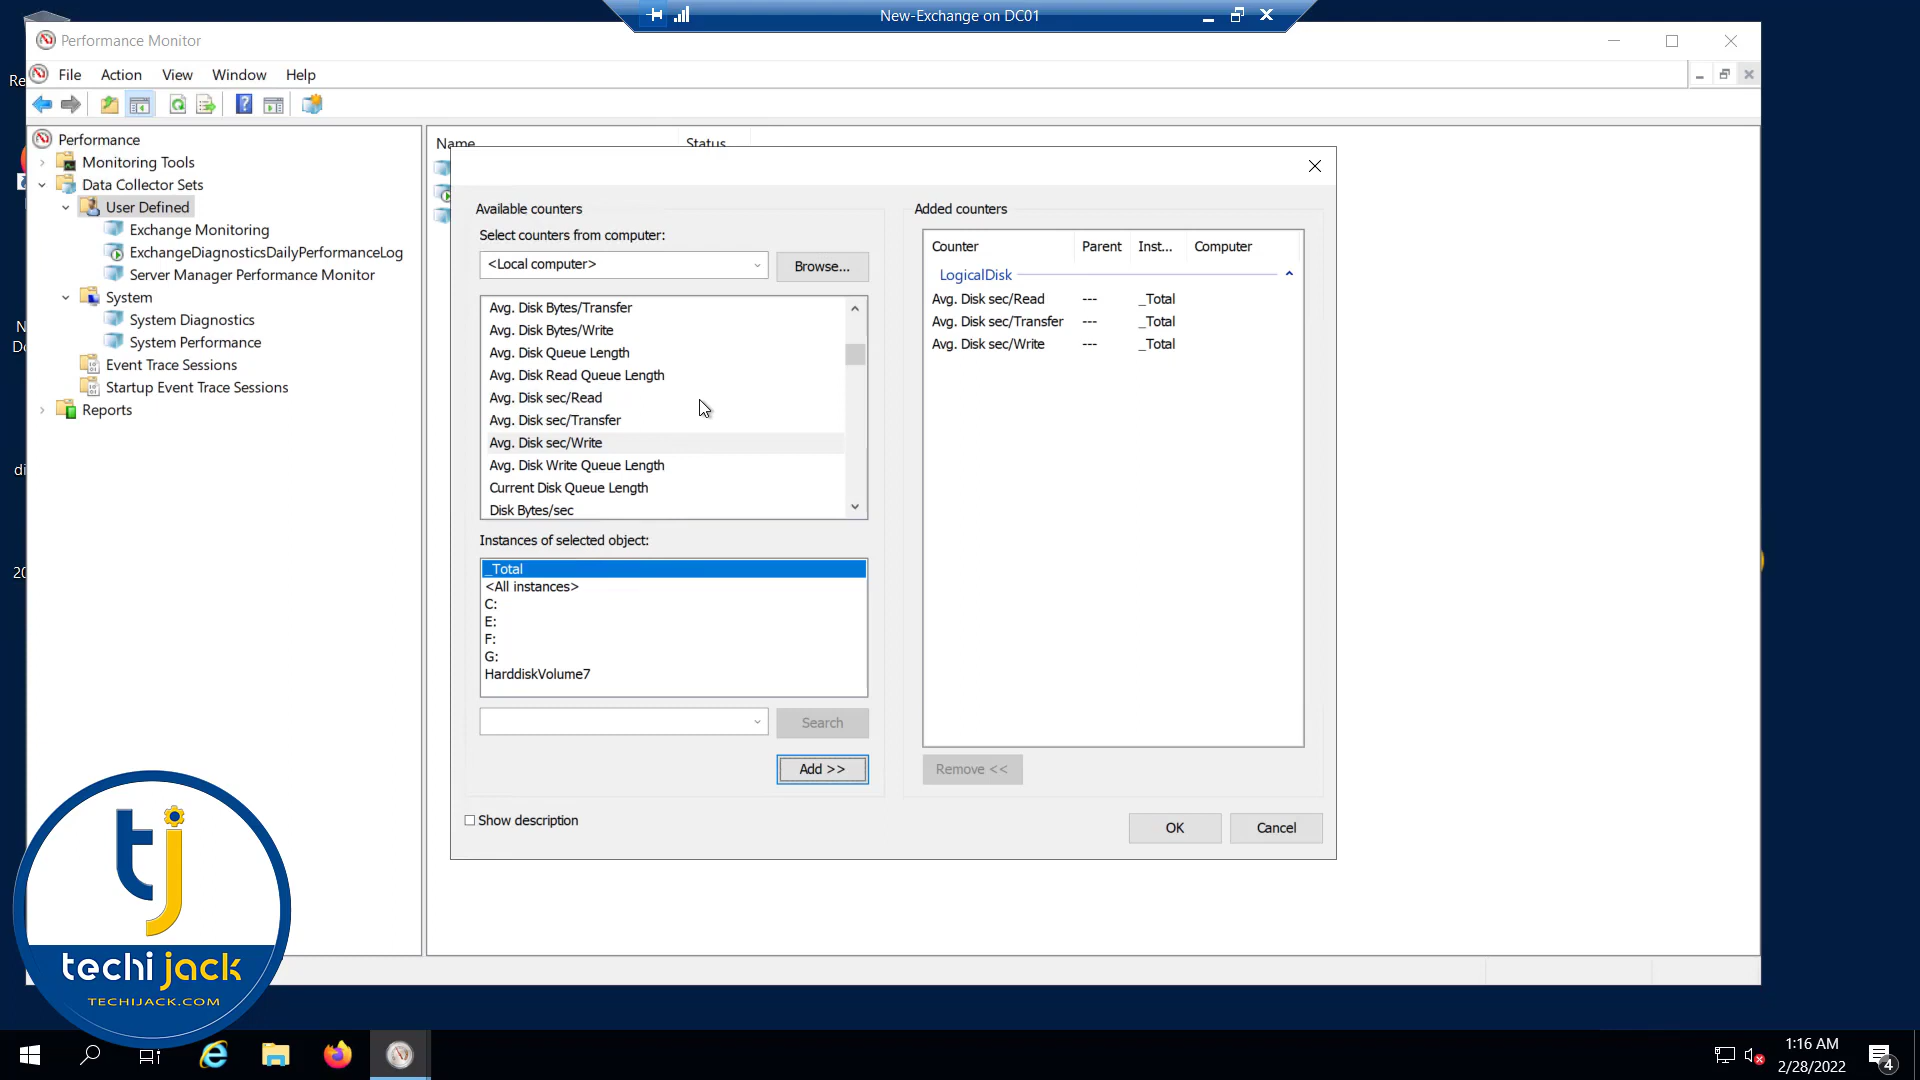 New-Exchange on DC01
Performance Monitor
File Action View Window Help
Performance
Monitoring Tools
Data Collector Sets
User Defined
Exchange Monitoring
ExchangeDiagnosticsDailyPerformanceLog
Server Manager Performance Monitor
System
System Diagnostics
System Performance
Event Trace Sessions
Startup Event Trace Sessions
Reports
Name Status
Available counters
Select counters from computer:
<Local computer>
Browse...
Avg. Disk Bytes/Transfer
Avg. Disk Bytes/Write
Avg. Disk Queue Length
Avg. Disk Read Queue Length
Avg. Disk sec/Read
Avg. Disk sec/Transfer
Avg. Disk sec/Write
Avg. Disk Write Queue Length
Current Disk Queue Length
Disk Bytes/sec
Instances of selected object:
_Total
<All instances>
C:
E:
F:
G:
HarddiskVolume7
Search
Add >>
Show description
Added counters
Counter Parent Inst... Computer
LogicalDisk
Avg. Disk sec/Read --- _Total
Avg. Disk sec/Transfer --- _Total
Avg. Disk sec/Write --- _Total
Remove <<
OK
Cancel
tj
techijack
TECHIJACK.COM
1:16 AM
2/28/2022
4